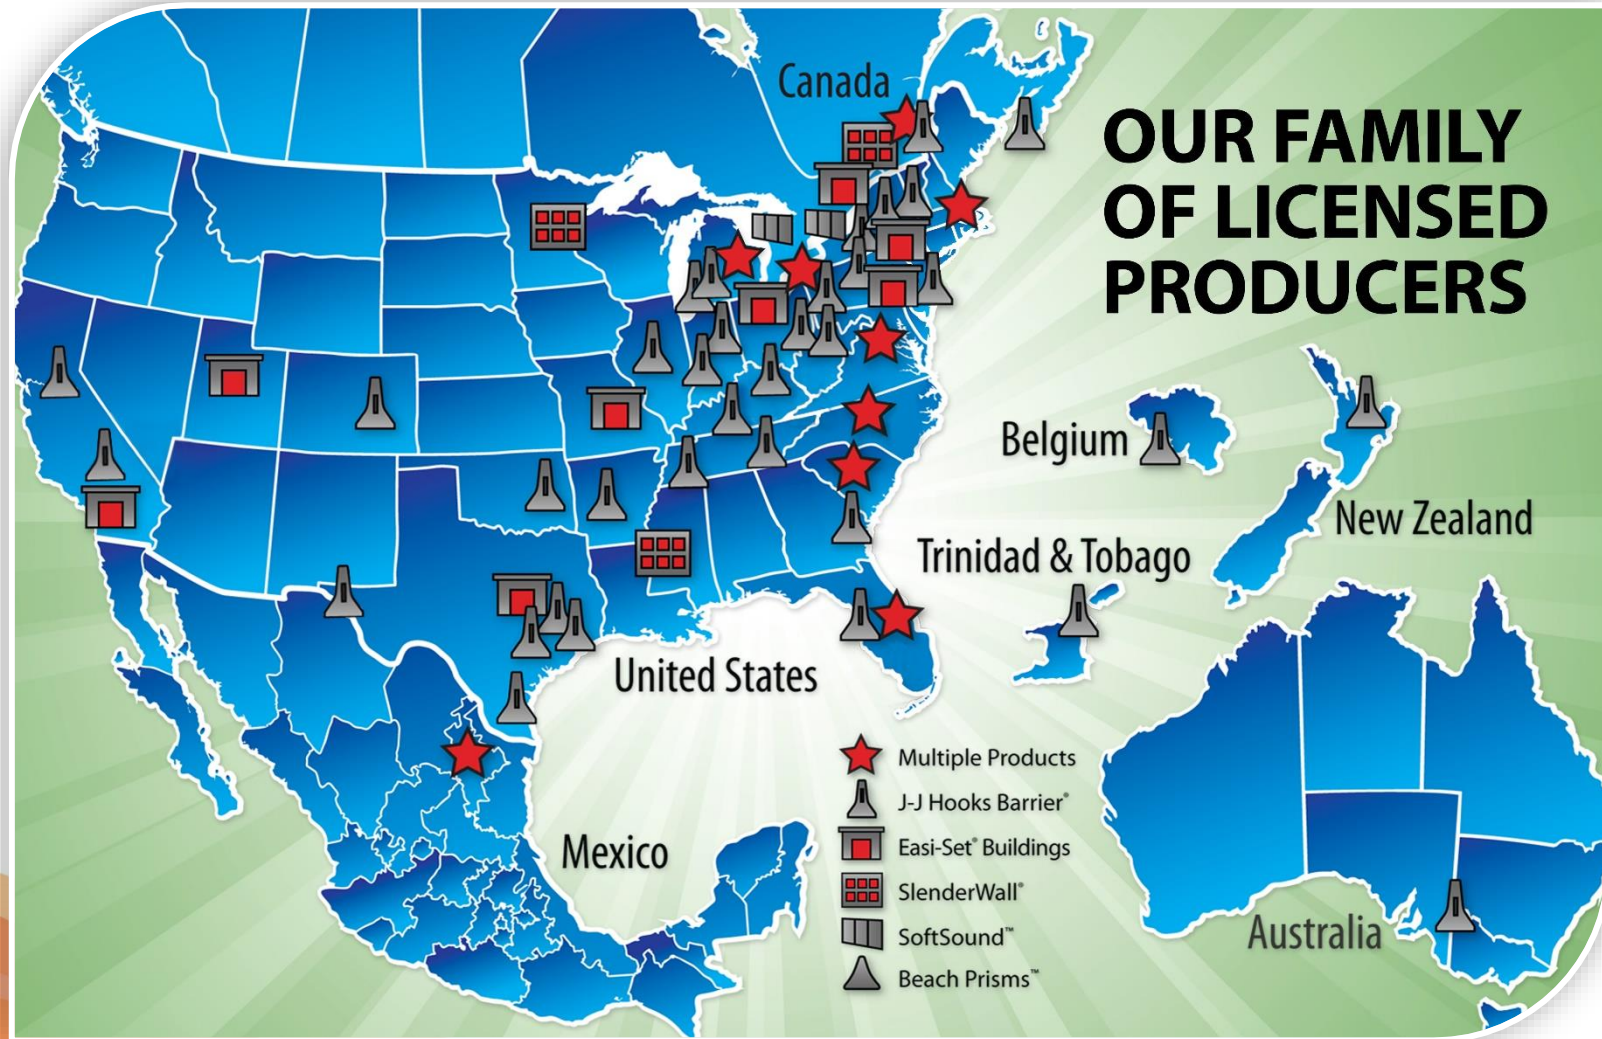 Canada
OUR FAMILY
OF LICENSED
PRODUCERS
Belgium
New Zealand
Trinidad & Tobago
United States
Mexico
Australia
Multiple Products
J-J Hooks Barrier®
Easi-Set® Buildings
SlenderWall®
SoftSound™
Beach Prisms™